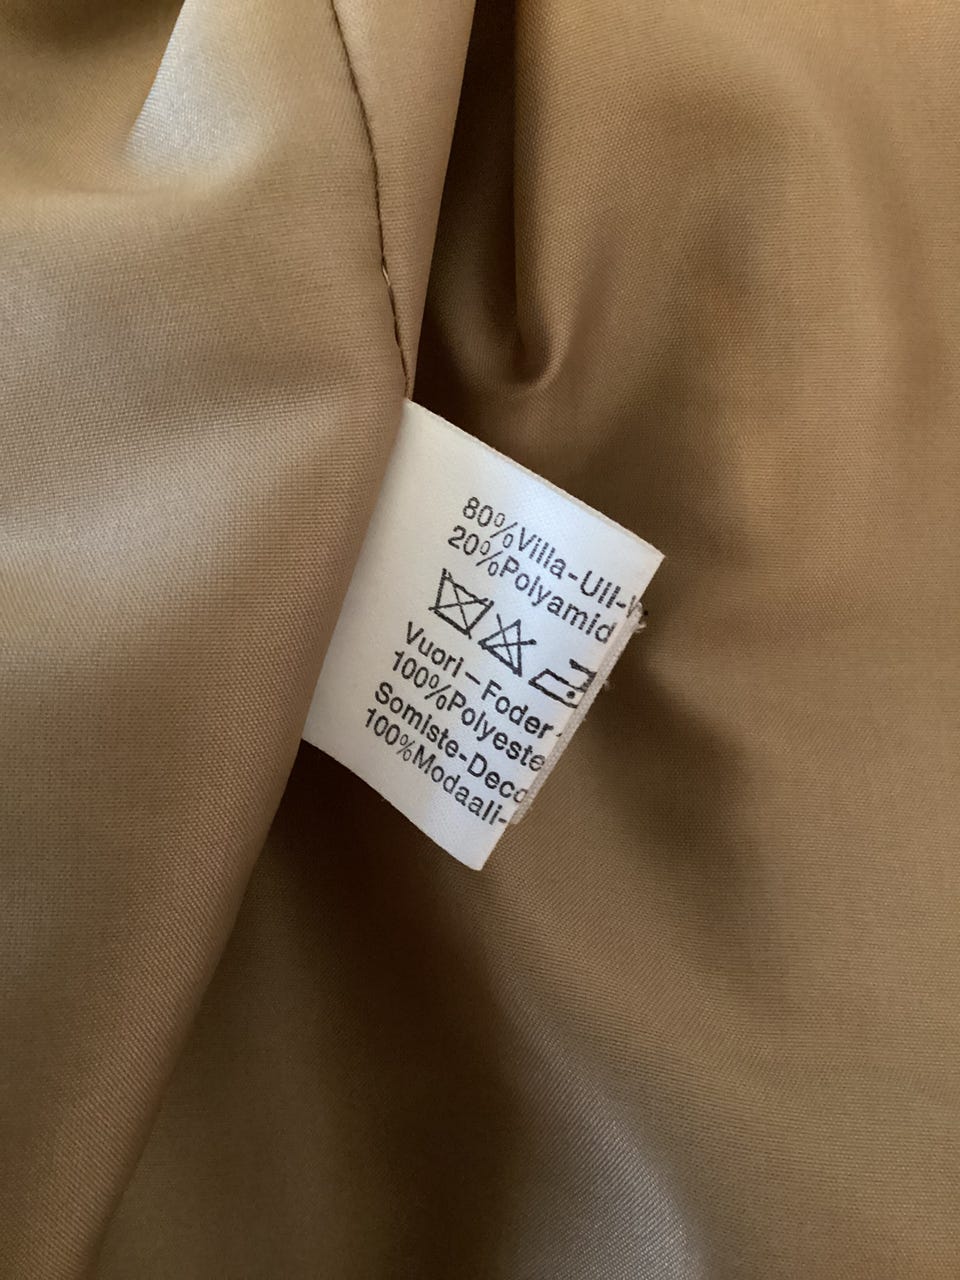 80%Villa-Ull-
20%Polyamid
Vuori-Foder
100%Polyeste
Somiste-Deco
100%Modaali-